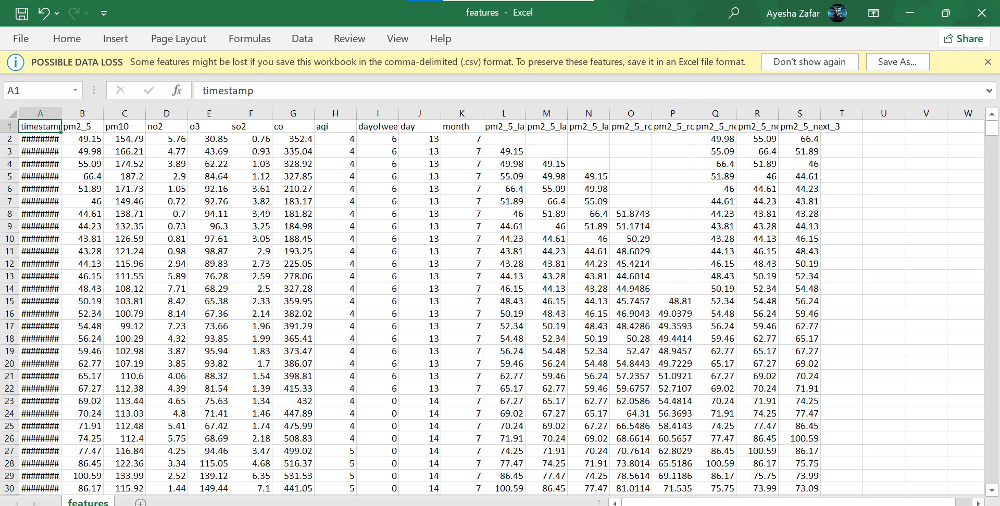 features - Excel
Ayesha Zafar
File Home Insert Page Layout Formulas Data Review View Help Share
POSSIBLE DATA LOSS Some features might be lost if you save this workbook in the comma-delimited (.csv) format. To preserve these features, save it in an Excel file format. Don't show again Save As...
A1 fx timestamp
A B C D E F G H I J K L M N O P Q R S T U V W
1 timestamp pm2_5 pm10 no2 o3 so2 co aqi dayofwee day month pm2_5_la pm2_5_la pm2_5_la pm2_5_ro pm2_5_ro pm2_5_ne pm2_5_ne pm2_5_next_3
2 ######## 49.15 154.79 5.76 30.85 0.76 352.4 4 6 13 7 49.98 55.09 66.4
3 ######## 49.98 166.21 4.77 43.69 0.93 335.04 4 6 13 7 49.15 55.09 66.4 51.89
4 ######## 55.09 174.52 3.89 62.22 1.03 328.92 4 6 13 7 49.98 49.15 66.4 51.89 46
5 ######## 66.4 187.2 2.9 84.64 1.12 327.85 4 6 13 7 55.09 49.98 49.15 51.89 46 44.61
6 ######## 51.89 171.73 1.05 92.16 3.61 210.27 4 6 13 7 66.4 55.09 49.98 46 44.61 44.23
7 ######## 46 149.46 0.72 92.76 3.82 183.17 4 6 13 7 51.89 66.4 55.09 44.61 44.23 43.81
8 ######## 44.61 138.71 0.7 94.11 3.49 181.82 4 6 13 7 46 51.89 66.4 51.8743 44.23 43.81 43.28
9 ######## 44.23 132.35 0.73 96.3 3.25 184.98 4 6 13 7 44.61 46 51.89 51.1714 43.81 43.28 44.13
10 ######## 43.81 126.59 0.81 97.61 3.05 188.45 4 6 13 7 44.23 44.61 46 50.29 43.28 44.13 46.15
11 ######## 43.28 121.24 0.98 98.87 2.9 193.25 4 6 13 7 43.81 44.23 44.61 48.6029 44.13 46.15 48.43
12 ######## 44.13 115.96 2.94 89.83 2.73 225.05 4 6 13 7 43.28 43.81 44.23 45.4214 46.15 48.43 50.19
13 ######## 46.15 111.55 5.89 76.28 2.59 278.06 4 6 13 7 44.13 43.28 43.81 44.6014 48.43 50.19 52.34
14 ######## 48.43 108.12 7.71 68.29 2.5 327.28 4 6 13 7 46.15 44.13 43.28 44.9486 50.19 52.34 54.48
15 ######## 50.19 103.81 8.42 65.38 2.33 359.95 4 6 13 7 48.43 46.15 44.13 45.7457 48.81 52.34 54.48 56.24
16 ######## 52.34 100.79 8.14 67.36 2.14 382.02 4 6 13 7 50.19 48.43 46.15 46.9043 49.0379 54.48 56.24 59.46
17 ######## 54.48 99.12 7.23 73.66 1.96 391.29 4 6 13 7 52.34 50.19 48.43 48.4286 49.3593 56.24 59.46 62.77
18 ######## 56.24 100.29 4.32 93.85 1.99 365.41 4 6 13 7 54.48 52.34 50.19 50.28 49.4414 59.46 62.77 65.17
19 ######## 59.46 102.98 3.87 95.94 1.83 373.47 4 6 13 7 56.24 54.48 52.34 52.47 48.9457 62.77 65.17 67.27
20 ######## 62.77 107.19 3.85 93.82 1.7 386.07 4 6 13 7 59.46 56.24 54.48 54.8443 49.7229 65.17 67.27 69.02
21 ######## 65.17 110.6 4.06 88.32 1.54 398.81 4 6 13 7 62.77 59.46 56.24 57.2357 51.0921 67.27 69.02 70.24
22 ######## 67.27 112.38 4.39 81.54 1.39 415.33 4 6 13 7 65.17 62.77 59.46 59.6757 52.7107 69.02 70.24 71.91
23 ######## 69.02 113.44 4.65 75.63 1.34 432 4 0 14 7 67.27 65.17 62.77 62.0586 54.4814 70.24 71.91 74.25
24 ######## 70.24 113.03 4.8 71.41 1.46 447.89 4 0 14 7 69.02 67.27 65.17 64.31 56.3693 71.91 74.25 77.47
25 ######## 71.91 112.48 5.41 67.42 1.74 475.99 4 0 14 7 70.24 69.02 67.27 66.5486 58.4143 74.25 77.47 86.45
26 ######## 74.25 112.4 5.75 68.69 2.18 508.83 4 0 14 7 71.91 70.24 69.02 68.6614 60.5657 77.47 86.45 100.59
27 ######## 77.47 116.84 4.25 94.46 3.47 499.02 5 0 14 7 74.25 71.91 70.24 70.7614 62.8029 86.45 100.59 86.17
28 ######## 86.45 122.36 3.34 115.05 4.68 516.37 5 0 14 7 77.47 74.25 71.91 73.8014 65.5186 100.59 86.17 75.75
29 ######## 100.59 133.99 2.52 139.12 6.35 531.53 5 0 14 7 86.45 77.47 74.25 78.5614 69.1186 86.17 75.75 73.99
30 ######## 86.17 115.92 1.44 149.44 7.1 441.05 5 0 14 7 100.59 86.45 77.47 81.0114 71.535 75.75 73.99 73.09
features